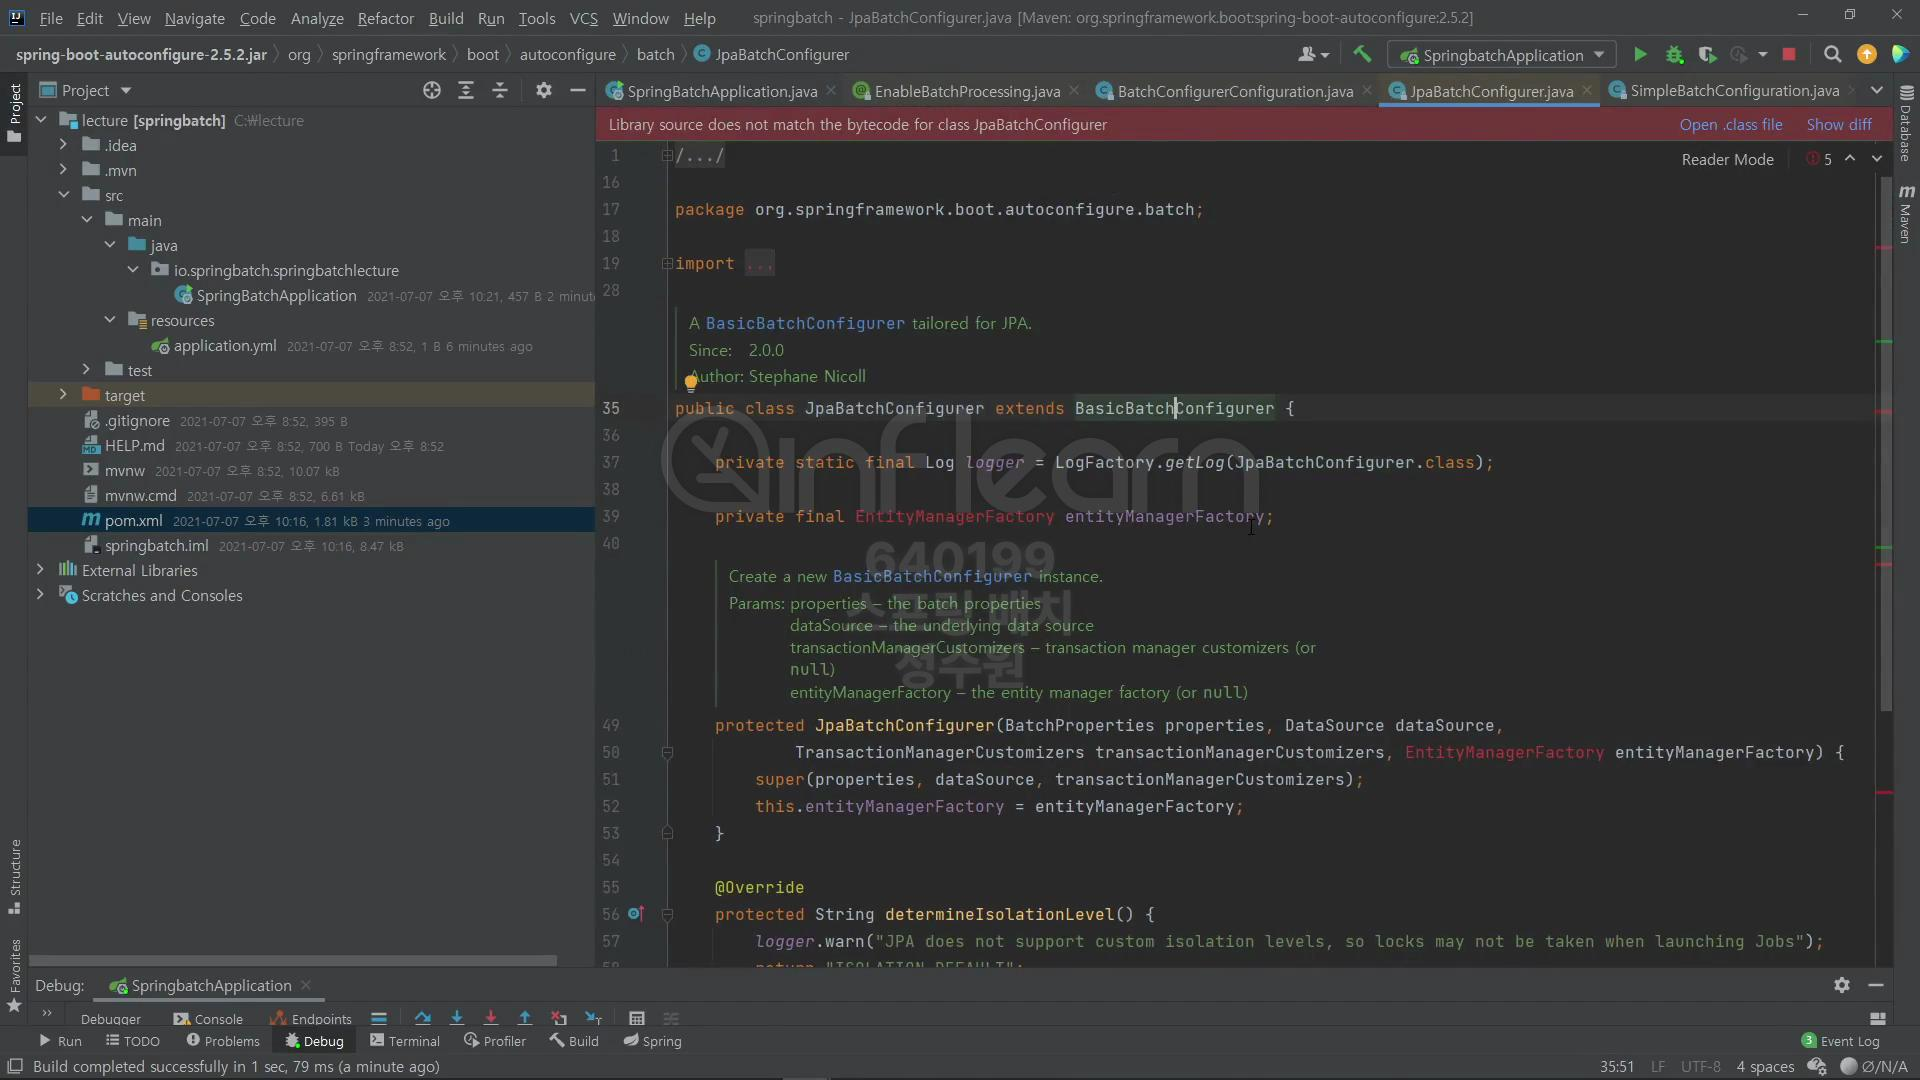 File Edit View Navigate Code Analyze Refactor Build Run Tools VCS Window Help springbatch - JpaBatchConfigurer.java [Maven: org.springframework.boot:spring-boot-autoconfigure:2.5.2]
spring-boot-autoconfigure-2.5.2.jar org springframework boot autoconfigure batch JpaBatchConfigurer SpringbatchApplication
Project SpringBatchApplication.java EnableBatchProcessing.java BatchConfigurerConfiguration.java JpaBatchConfigurer.java SimpleBatchConfiguration.java
Project
Database
Maven
Structure
Favorites
lecture [springbatch] C:₩lecture
.idea
.mvn
src
main
java
io.springbatch.springbatchlecture
SpringBatchApplication 2021-07-07 오후 10:21, 457 B 2 minut
resources
application.yml 2021-07-07 오후 8:52, 1 B 6 minutes ago
test
target
.gitignore 2021-07-07 오후 8:52, 395 B
HELP.md 2021-07-07 오후 8:52, 700 B Today 오후 8:52
mvnw 2021-07-07 오후 8:52, 10.07 kB
mvnw.cmd 2021-07-07 오후 8:52, 6.61 kB
pom.xml 2021-07-07 오후 10:16, 1.81 kB 3 minutes ago
springbatch.iml 2021-07-07 오후 10:16, 8.47 kB
External Libraries
Scratches and Consoles
Library source does not match the bytecode for class JpaBatchConfigurer Open .class file Show diff
Reader Mode 5
1 /.../
16
17 package org.springframework.boot.autoconfigure.batch;
18
19 import ...
28
A BasicBatchConfigurer tailored for JPA.
Since: 2.0.0
Author: Stephane Nicoll
35 public class JpaBatchConfigurer extends BasicBatchConfigurer {
36
37 private static final Log logger = LogFactory.getLog(JpaBatchConfigurer.class);
38
39 private final EntityManagerFactory entityManagerFactory;
40
Create a new BasicBatchConfigurer instance.
Params: properties – the batch properties
dataSource – the underlying data source
transactionManagerCustomizers – transaction manager customizers (or
null)
entityManagerFactory – the entity manager factory (or null)
49 protected JpaBatchConfigurer(BatchProperties properties, DataSource dataSource,
50 TransactionManagerCustomizers transactionManagerCustomizers, EntityManagerFactory entityManagerFactory) {
51 super(properties, dataSource, transactionManagerCustomizers);
52 this.entityManagerFactory = entityManagerFactory;
53 }
54
55 @Override
56 protected String determineIsolationLevel() {
57 logger.warn("JPA does not support custom isolation levels, so locks may not be taken when launching Jobs");
58 return "ISOLATION_DEFAULT";
inflearn
640199
스프링 배치
정수원
Debug: SpringbatchApplication
Debugger Console Endpoints
Run TODO Problems Debug Terminal Profiler Build Spring 3 Event Log
Build completed successfully in 1 sec, 79 ms (a minute ago) 35:51 LF UTF-8 4 spaces Ø/N/A